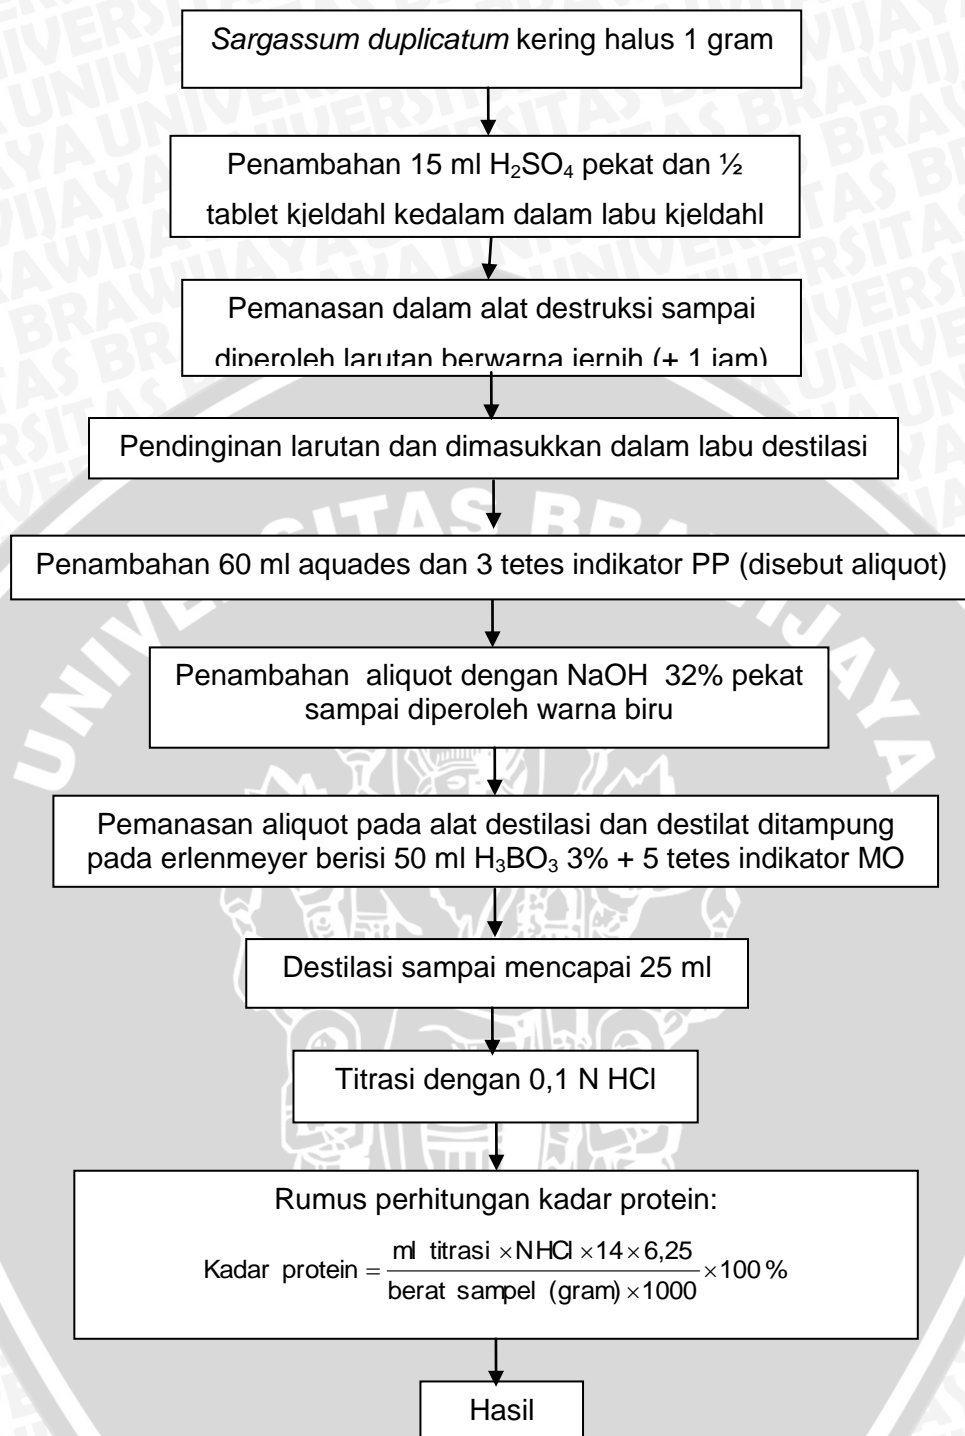 Sargassum duplicatum kering halus 1 gram
Penambahan 15 ml H₂SO₄ pekat dan ½
tablet kjeldahl kedalam dalam labu kjeldahl
Pemanasan dalam alat destruksi sampai
diperoleh larutan berwarna jernih (± 1 jam)
Pendinginan larutan dan dimasukkan dalam labu destilasi
Penambahan 60 ml aquades dan 3 tetes indikator PP (disebut aliquot)
Penambahan aliquot dengan NaOH 32% pekat
sampai diperoleh warna biru
Pemanasan aliquot pada alat destilasi dan destilat ditampung
pada erlenmeyer berisi 50 ml H₃BO₃ 3% + 5 tetes indikator MO
Destilasi sampai mencapai 25 ml
Titrasi dengan 0,1 N HCl
Rumus perhitungan kadar protein:
Kadar protein = (ml titrasi × N HCl × 14 × 6,25) / (berat sampel (gram) × 1000) × 100 %
Hasil
UNIVERSITAS BRAWIJAYA